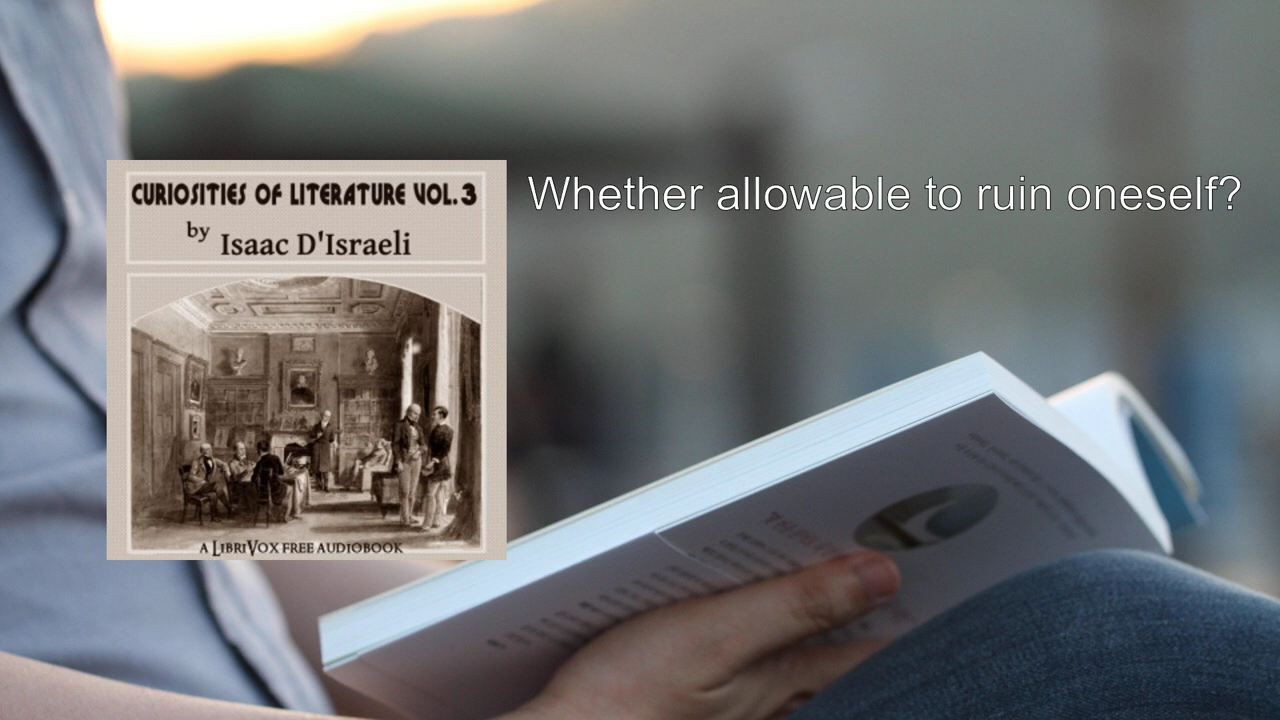 CURIOSITIES OF LITERATURE VOL.3
by Isaac D'Israeli
A LIBRIVOX FREE AUDIOBOOK
Whether allowable to ruin oneself?